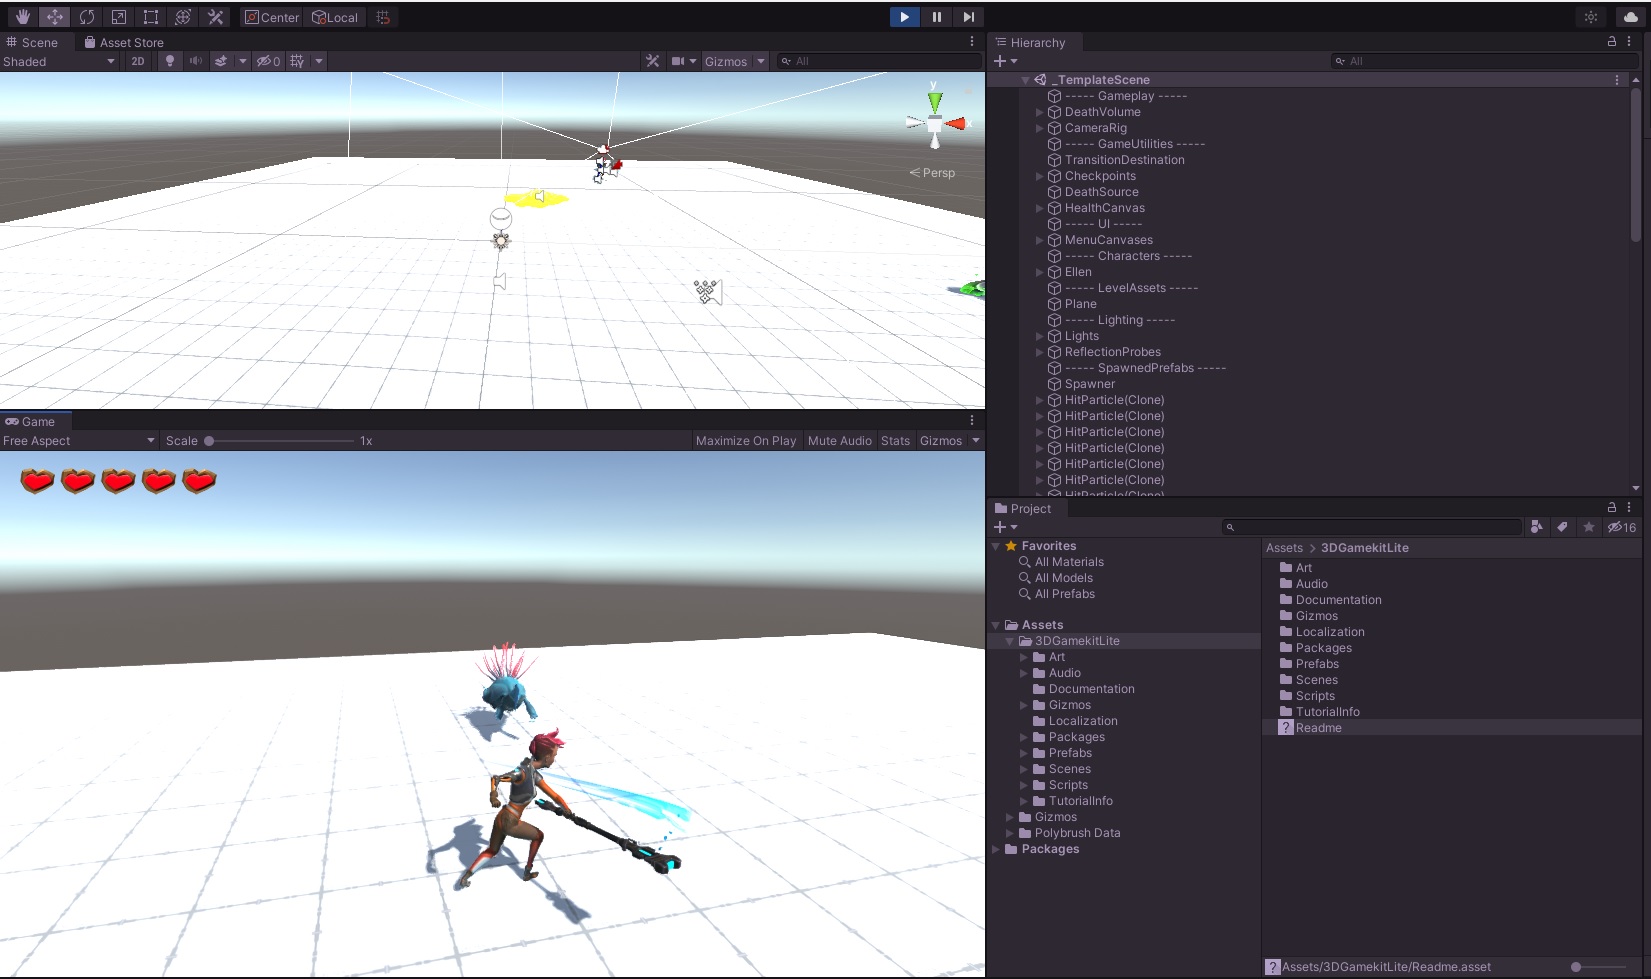 Center
Local
Scene
Asset Store
Shaded
2D
0
Gizmos
All
y
x
Persp
Game
Free Aspect
Scale
1x
Maximize On Play
Mute Audio
Stats
Gizmos
Hierarchy
All
_TemplateScene
----- Gameplay -----
DeathVolume
CameraRig
----- GameUtilities -----
TransitionDestination
Checkpoints
DeathSource
HealthCanvas
----- UI -----
MenuCanvases
----- Characters -----
Ellen
----- LevelAssets -----
Plane
----- Lighting -----
Lights
ReflectionProbes
----- SpawnedPrefabs -----
Spawner
HitParticle(Clone)
HitParticle(Clone)
HitParticle(Clone)
HitParticle(Clone)
HitParticle(Clone)
HitParticle(Clone)
HitParticle(Clone)
Project
16
Favorites
All Materials
All Models
All Prefabs
Assets
3DGamekitLite
Art
Audio
Documentation
Gizmos
Localization
Packages
Prefabs
Scenes
Scripts
TutorialInfo
Gizmos
Polybrush Data
Packages
Assets > 3DGamekitLite
Art
Audio
Documentation
Gizmos
Localization
Packages
Prefabs
Scenes
Scripts
TutorialInfo
Readme
Assets/3DGamekitLite/Readme.asset